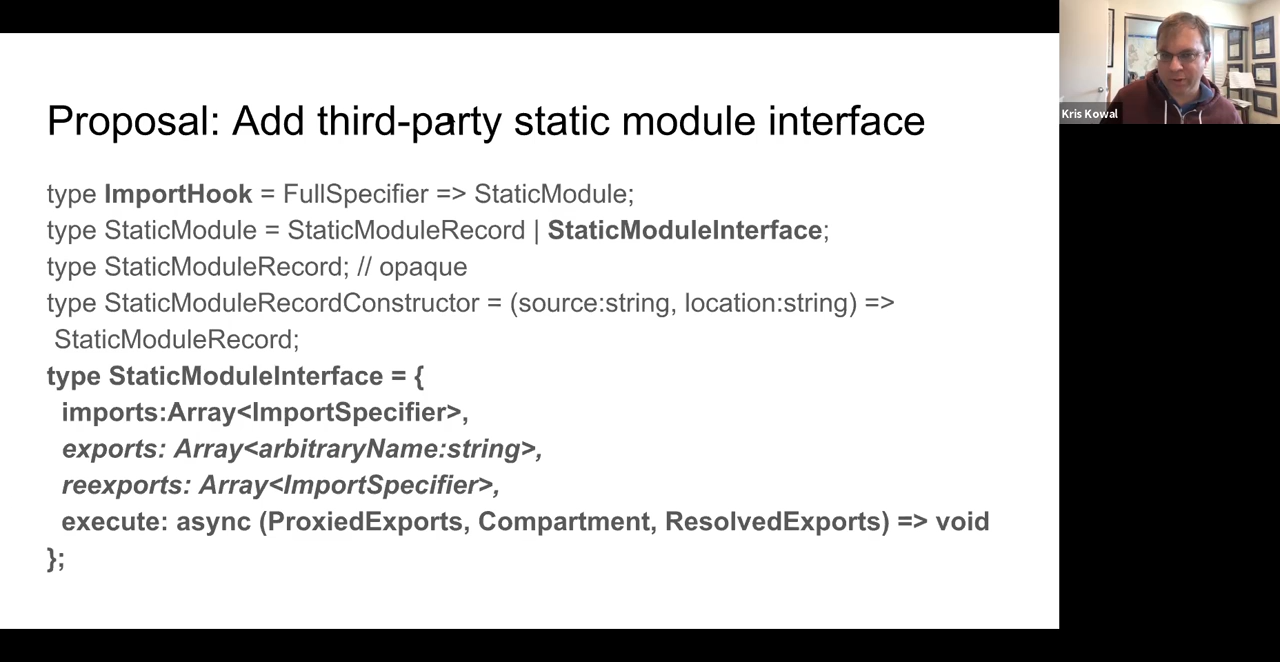 Proposal: Add third-party static module interface
type ImportHook = FullSpecifier => StaticModule;
type StaticModule = StaticModuleRecord | StaticModuleInterface;
type StaticModuleRecord; // opaque
type StaticModuleRecordConstructor = (source:string, location:string) =>
StaticModuleRecord;
type StaticModuleInterface = {
imports:Array<ImportSpecifier>,
exports: Array<arbitraryName:string>,
reexports: Array<ImportSpecifier>,
execute: async (ProxiedExports, Compartment, ResolvedExports) => void
};
Kris Kowal